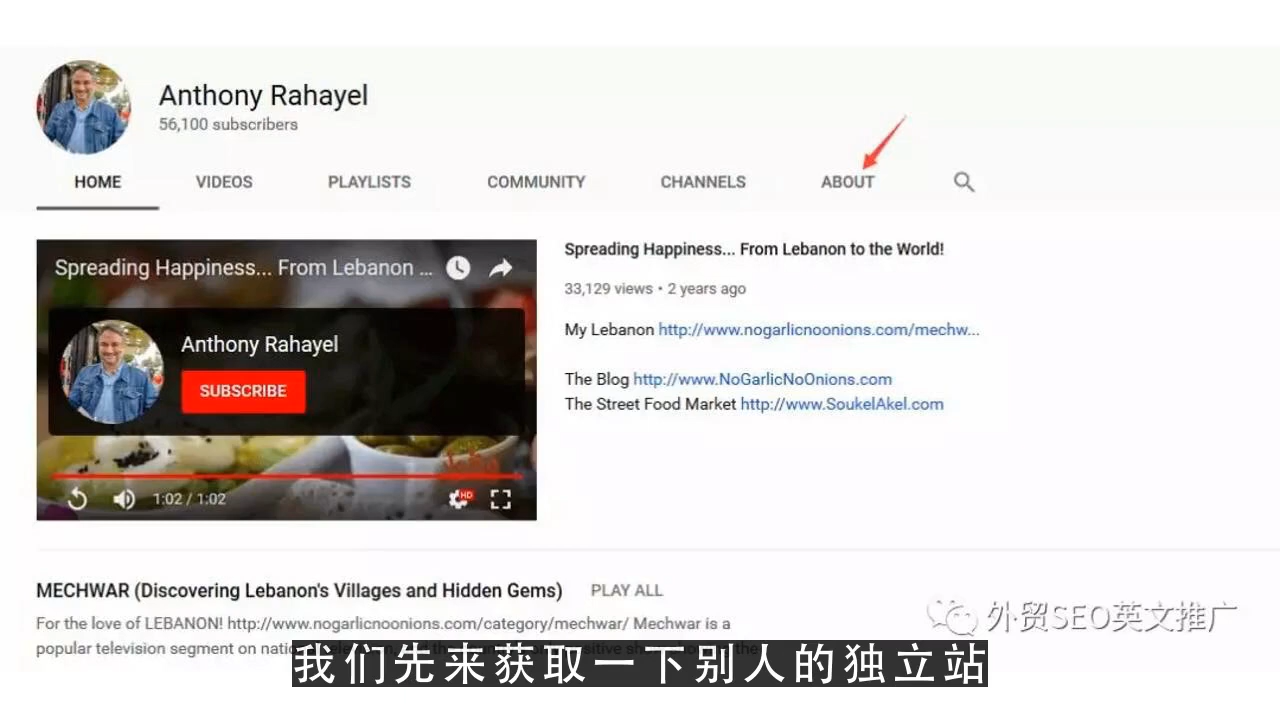 Anthony Rahayel
56,100 subscribers
HOME VIDEOS PLAYLISTS COMMUNITY CHANNELS ABOUT
Spreading Happiness... From Lebanon ...
Anthony Rahayel
SUBSCRIBE
1:02 / 1:02
HD
Spreading Happiness... From Lebanon to the World!
33,129 views • 2 years ago
My Lebanon http://www.nogarlicnoonions.com/mechw...
The Blog http://www.NoGarlicNoOnions.com
The Street Food Market http://www.SoukelAkel.com
MECHWAR (Discovering Lebanon's Villages and Hidden Gems) PLAY ALL
For the love of LEBANON! http://www.nogarlicnoonions.com/category/mechwar/ Mechwar is a
popular television segment on
外贸SEO英文推广
我们先来获取一下别人的独立站